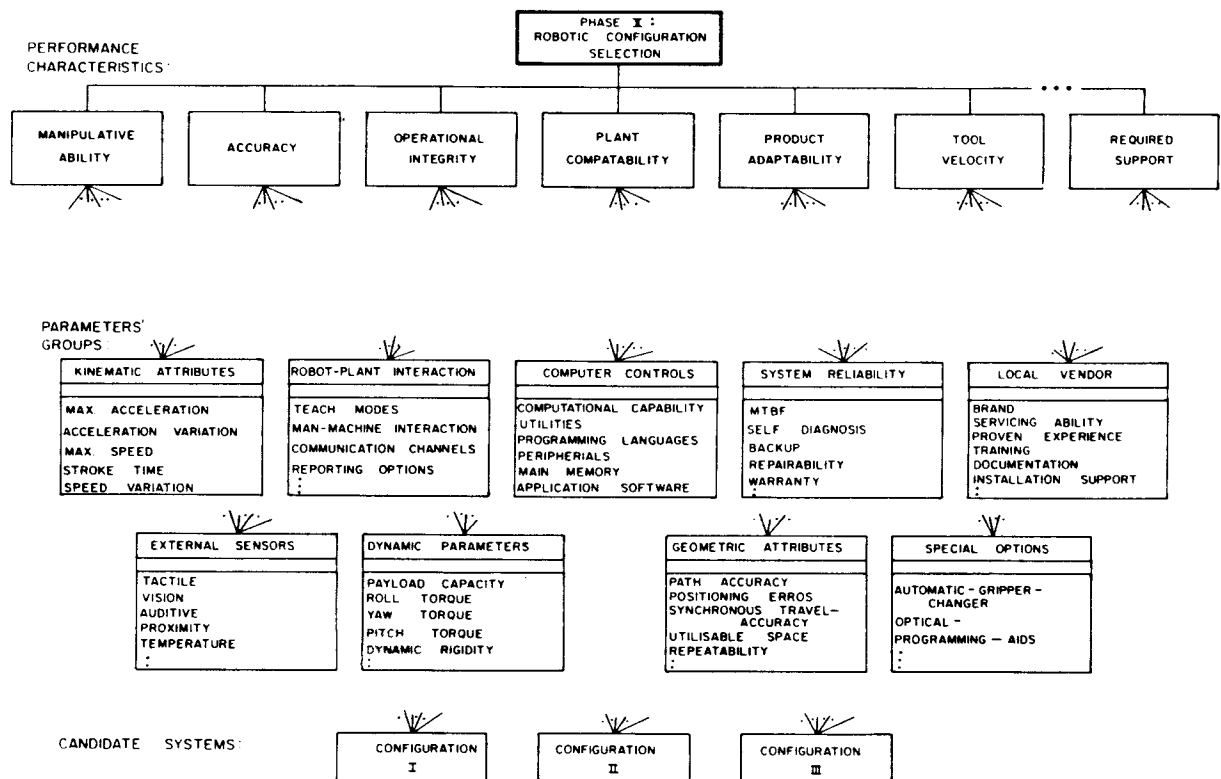 PHASE II :
ROBOTIC CONFIGURATION
SELECTION
PERFORMANCE
CHARACTERISTICS:
MANIPULATIVE
ABILITY
ACCURACY
OPERATIONAL
INTEGRITY
PLANT
COMPATABILITY
PRODUCT
ADAPTABILITY
TOOL
VELOCITY
REQUIRED
SUPPORT
PARAMETERS'
GROUPS:
KINEMATIC ATTRIBUTES
MAX. ACCELERATION
ACCELERATION VARIATION
MAX. SPEED
STROKE TIME
SPEED VARIATION
ROBOT-PLANT INTERACTION
TEACH MODES
MAN-MACHINE INTERACTION
COMMUNICATION CHANNELS
REPORTING OPTIONS
COMPUTER CONTROLS
COMPUTATIONAL CAPABILITY
UTILITIES
PROGRAMMING LANGUAGES
PERIPHERIALS
MAIN MEMORY
APPLICATION SOFTWARE
SYSTEM RELIABILITY
MTBF
SELF DIAGNOSIS
BACKUP
REPAIRABILITY
WARRANTY
LOCAL VENDOR
BRAND
SERVICING ABILITY
PROVEN EXPERIENCE
TRAINING
DOCUMENTATION
INSTALLATION SUPPORT
EXTERNAL SENSORS
TACTILE
VISION
AUDITIVE
PROXIMITY
TEMPERATURE
DYNAMIC PARAMETERS
PAYLOAD CAPACITY
ROLL TORQUE
YAW TORQUE
PITCH TORQUE
DYNAMIC RIGIDITY
GEOMETRIC ATTRIBUTES
PATH ACCURACY
POSITIONING ERROS
SYNCHRONOUS TRAVEL-
ACCURACY
UTILISABLE SPACE
REPEATABILITY
SPECIAL OPTIONS
AUTOMATIC-GRIPPER-
CHANGER
OPTICAL-
PROGRAMMING-AIDS
CANDIDATE SYSTEMS:
CONFIGURATION
I
CONFIGURATION
II
CONFIGURATION
III